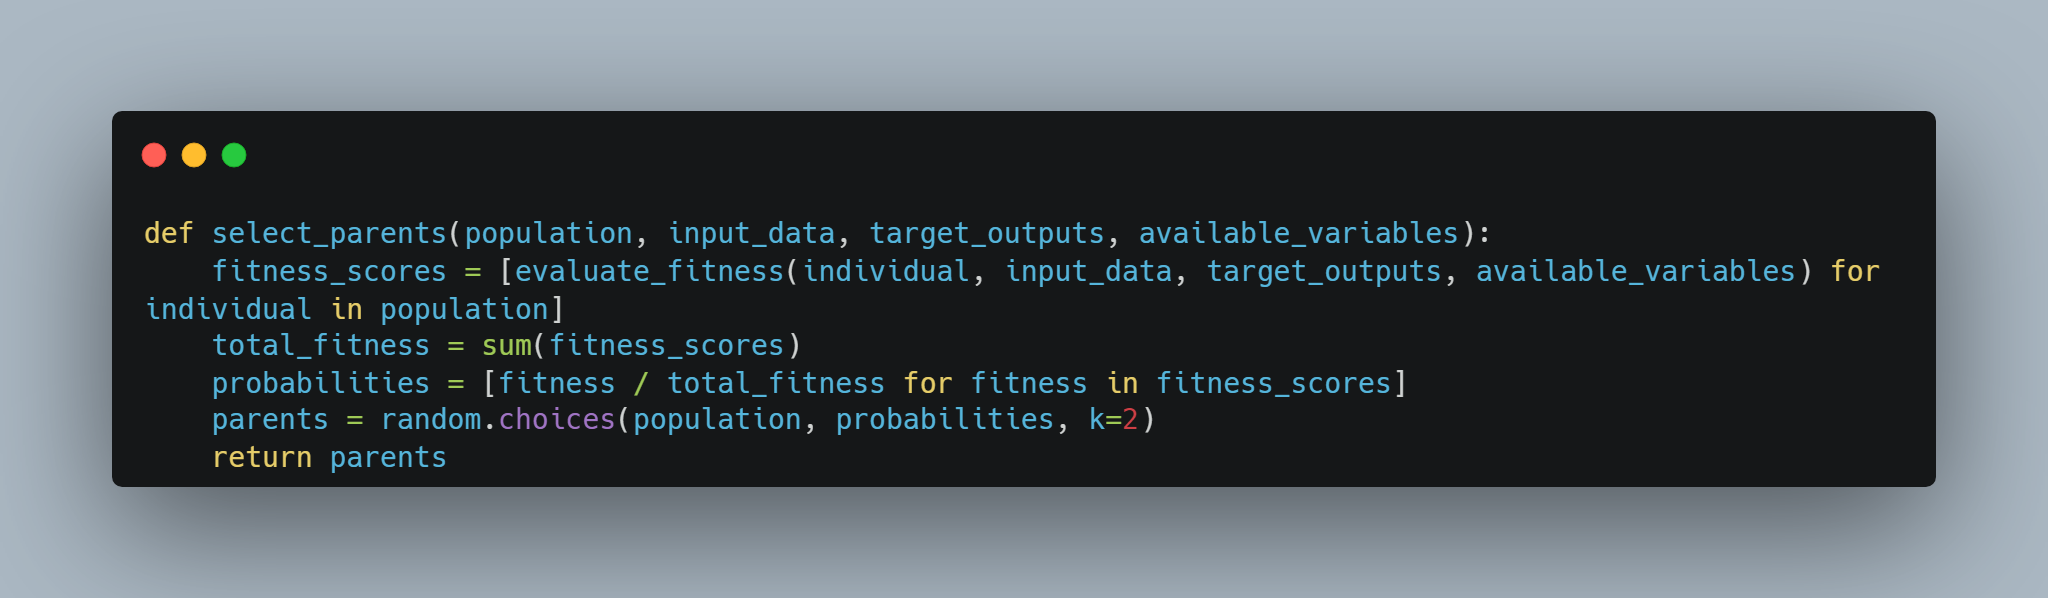 def select_parents(population, input_data, target_outputs, available_variables):
    fitness_scores = [evaluate_fitness(individual, input_data, target_outputs, available_variables) for
individual in population]
    total_fitness = sum(fitness_scores)
    probabilities = [fitness / total_fitness for fitness in fitness_scores]
    parents = random.choices(population, probabilities, k=2)
    return parents